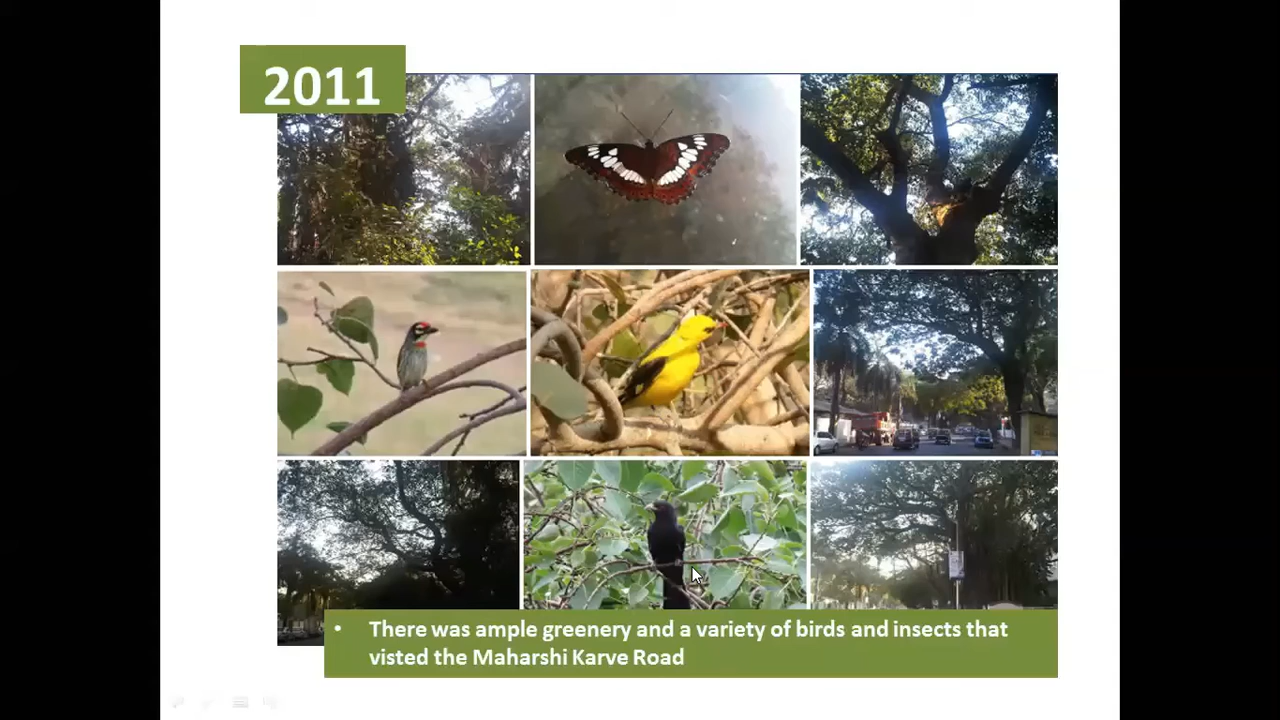 2011
• There was ample greenery and a variety of birds and insects that
visted the Maharshi Karve Road